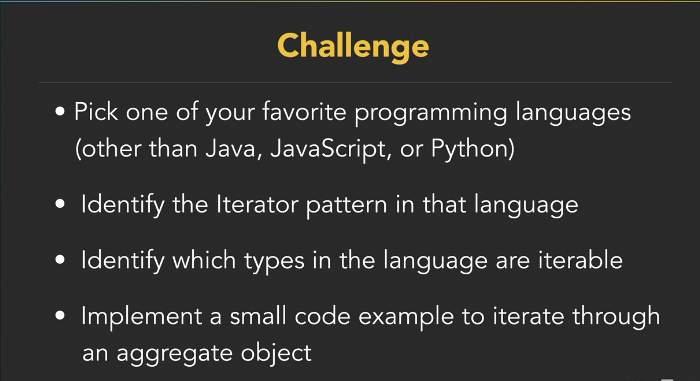 Challenge
• Pick one of your favorite programming languages
(other than Java, JavaScript, or Python)
• Identify the Iterator pattern in that language
• Identify which types in the language are iterable
• Implement a small code example to iterate through
an aggregate object